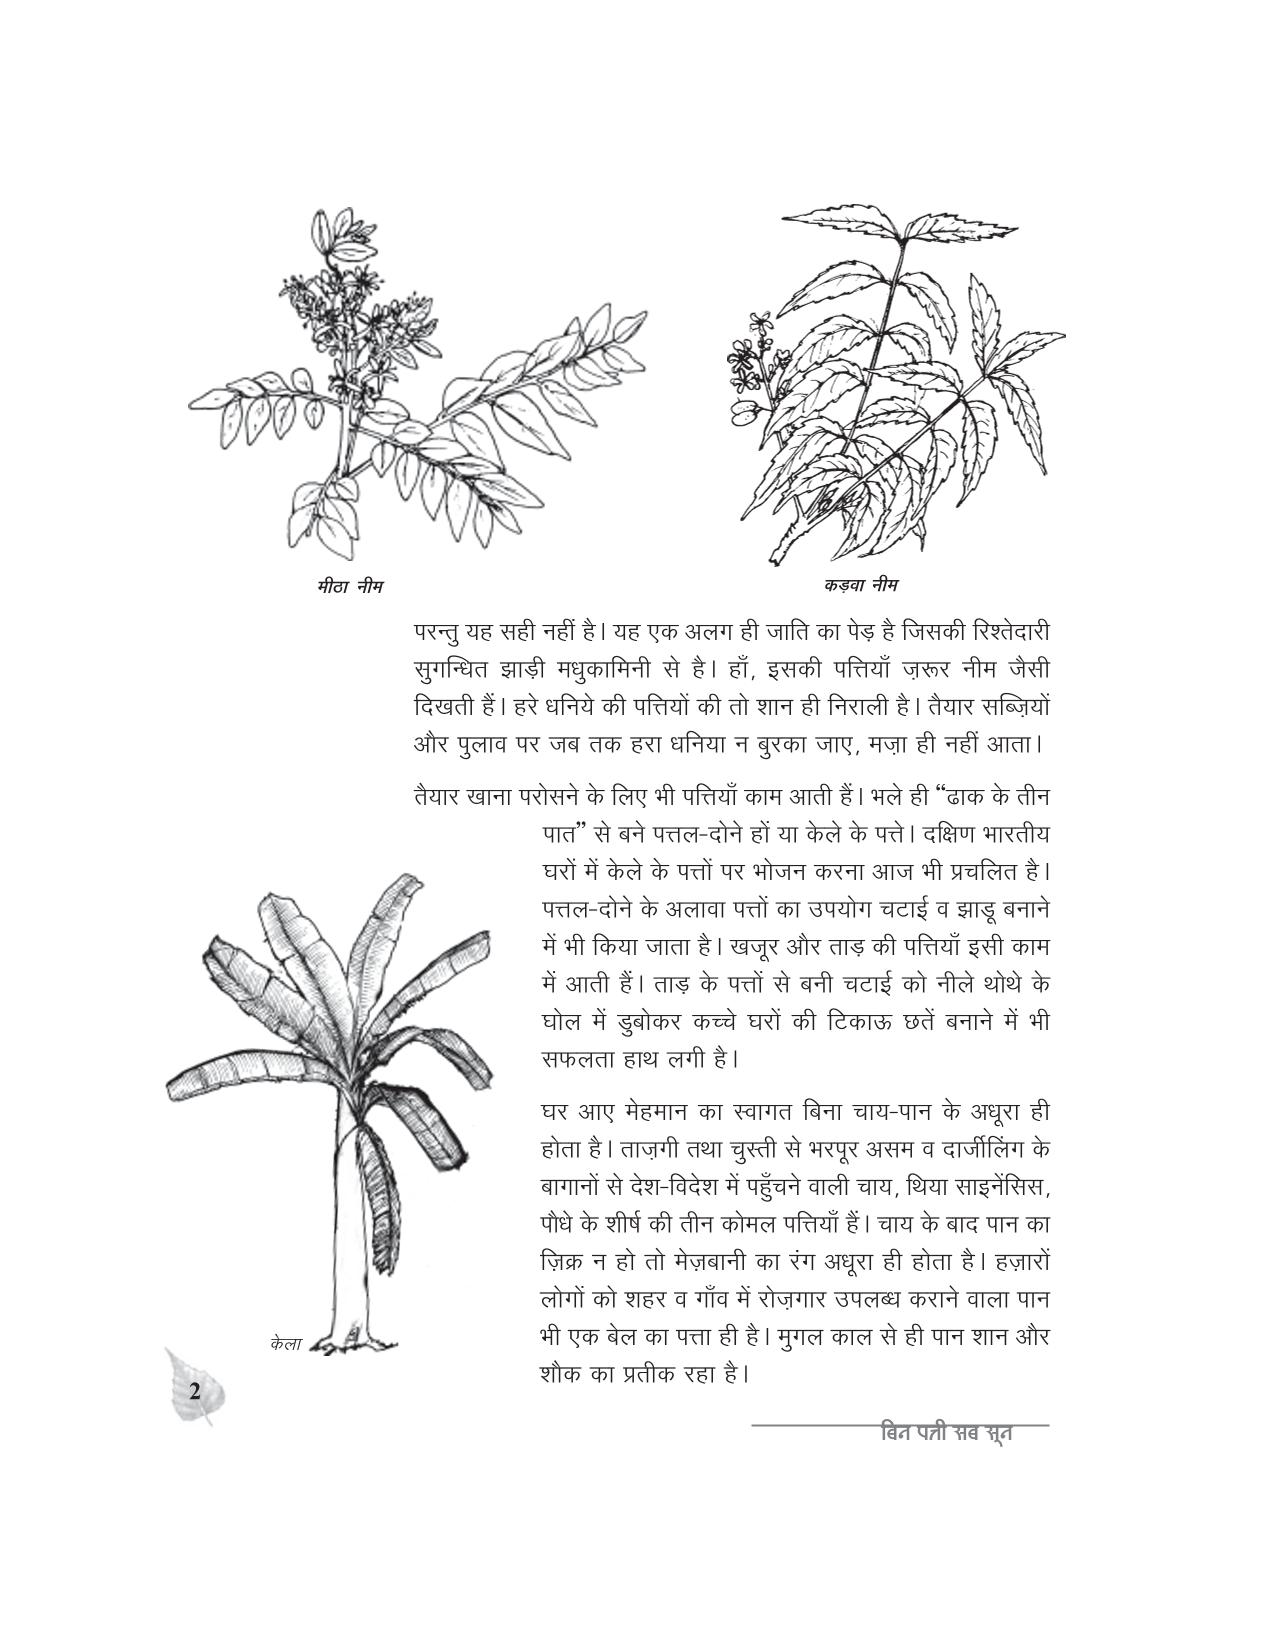 मीठा नीम
कड़वा नीम
परन्तु यह सही नहीं है। यह एक अलग ही जाति का पेड़ है जिसकी रिश्तेदारी
सुगन्धित झाड़ी मधुकामिनी से है। हाँ, इसकी पत्तियाँ ज़रूर नीम जैसी
दिखती हैं। हरे धनिये की पत्तियों की तो शान ही निराली है। तैयार सब्ज़ियों
और पुलाव पर जब तक हरा धनिया न बुरका जाए, मज़ा ही नहीं आता।
तैयार खाना परोसने के लिए भी पत्तियाँ काम आती हैं। भले ही “ढाक के तीन
पात” से बने पत्तल-दोने हों या केले के पत्ते। दक्षिण भारतीय
घरों में केले के पत्तों पर भोजन करना आज भी प्रचलित है।
पत्तल-दोने के अलावा पत्तों का उपयोग चटाई व झाडू बनाने
में भी किया जाता है। खजूर और ताड़ की पत्तियाँ इसी काम
में आती हैं। ताड़ के पत्तों से बनी चटाई को नीले थोथे के
घोल में डुबोकर कच्चे घरों की टिकाऊ छतें बनाने में भी
सफलता हाथ लगी है।
घर आए मेहमान का स्वागत बिना चाय-पान के अधूरा ही
होता है। ताज़गी तथा चुस्ती से भरपूर असम व दार्जीलिंग के
बागानों से देश-विदेश में पहुँचने वाली चाय, थिया साइनेंसिस,
पौधे के शीर्ष की तीन कोमल पत्तियाँ हैं। चाय के बाद पान का
ज़िक्र न हो तो मेज़बानी का रंग अधूरा ही होता है। हज़ारों
लोगों को शहर व गाँव में रोज़गार उपलब्ध कराने वाला पान
भी एक बेल का पत्ता ही है। मुगल काल से ही पान शान और
शौक का प्रतीक रहा है।
केला
2
बिन पत्ती सब सून